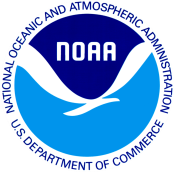 NATIONAL OCEANIC AND ATMOSPHERIC ADMINISTRATION
NOAA
U.S. DEPARTMENT OF COMMERCE